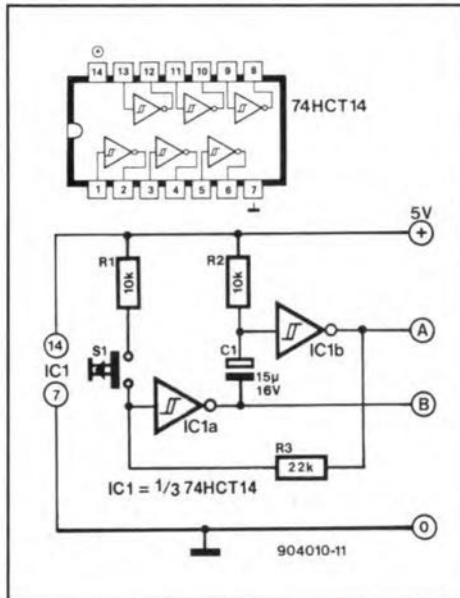 ⊕
14 13 12 11 10 9 8
74HCT14
1 2 3 4 5 6 7
5V
+
R1
10k
R2
10k
14
IC1
7
S1
C1
15µ
16V
IC1b
A
IC1a
B
R3
22k
IC1 = 1/3 74HCT14
0
904010-11